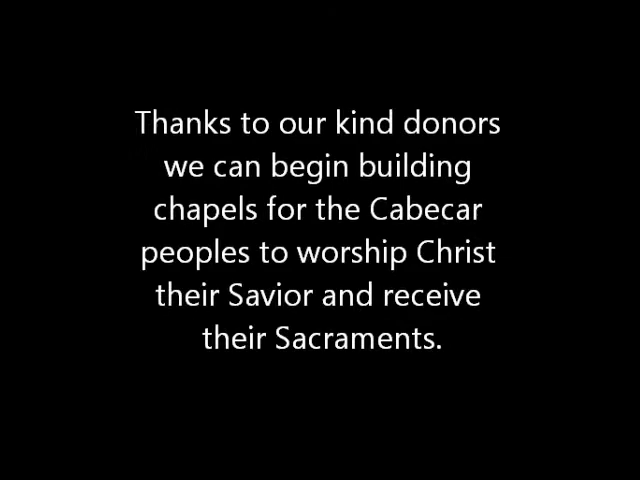 Thanks to our kind donors
we can begin building
chapels for the Cabecar
peoples to worship Christ
their Savior and receive
their Sacraments.